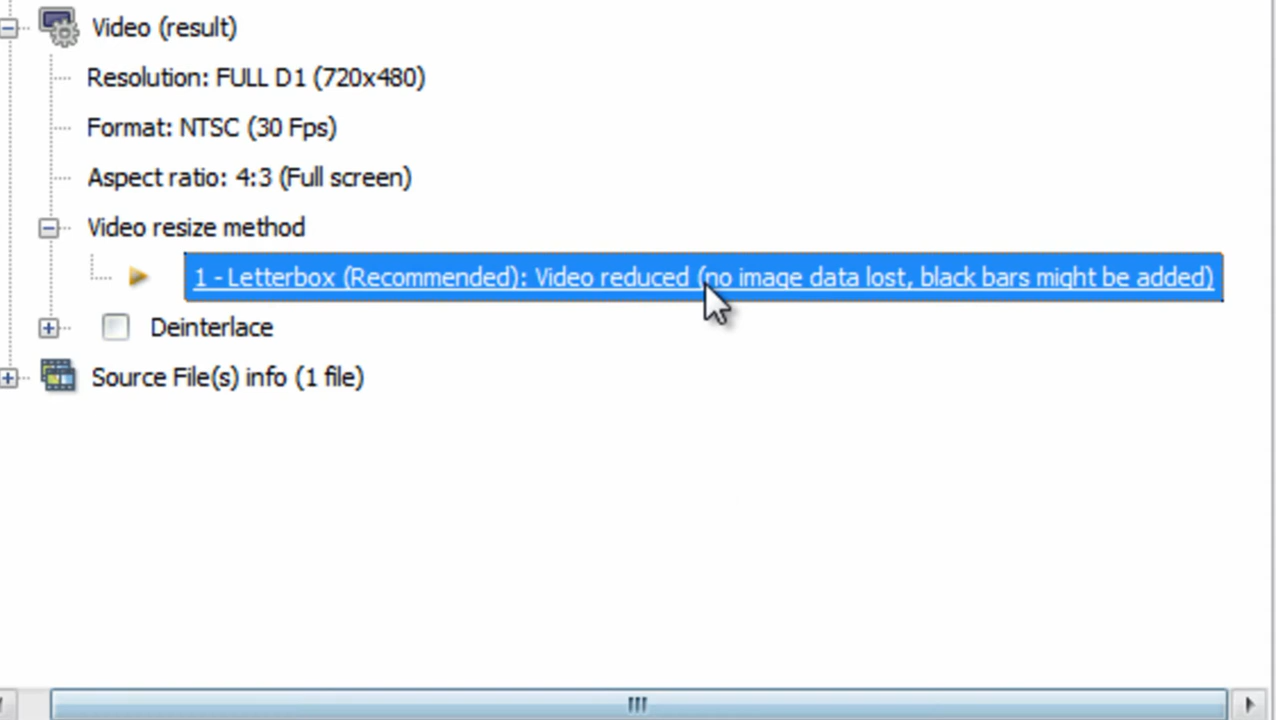 Video (result)
Resolution: FULL D1 (720x480)
Format: NTSC (30 Fps)
Aspect ratio: 4:3 (Full screen)
Video resize method
1 - Letterbox (Recommended): Video reduced (no image data lost, black bars might be added)
Deinterlace
Source File(s) info (1 file)